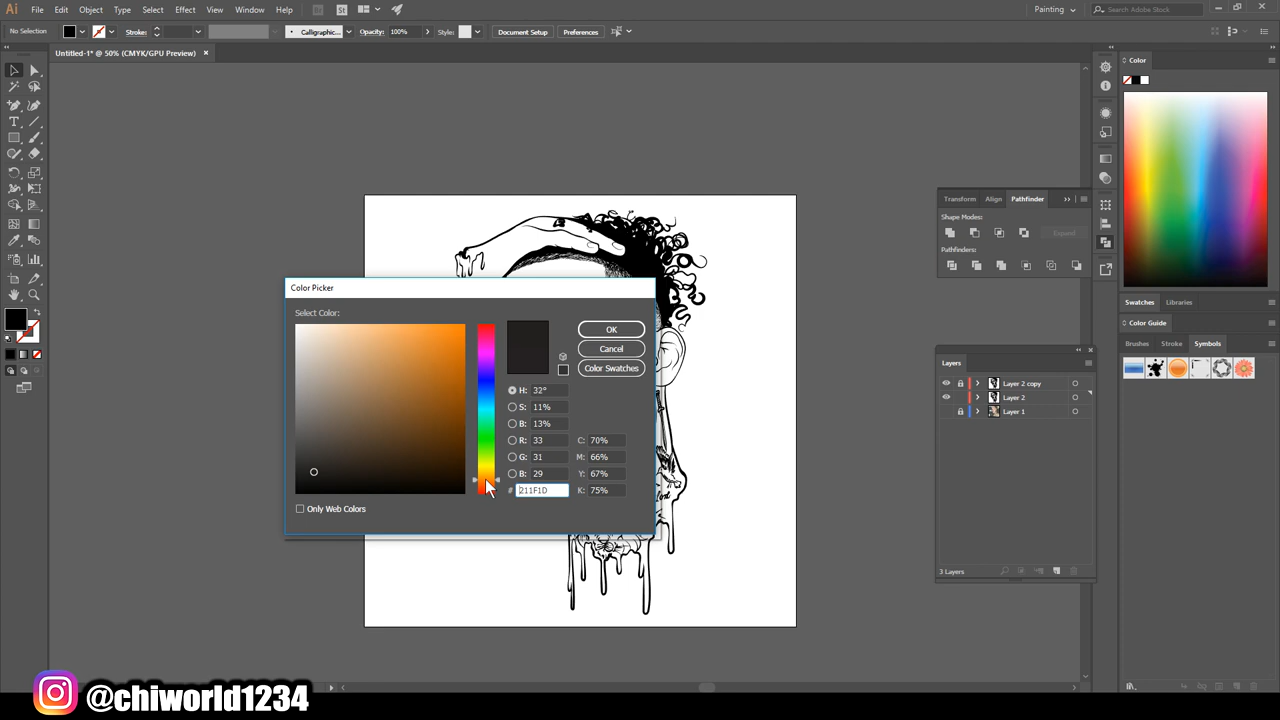 Ai File Edit Object Type Select Effect View Window Help Br St Painting Search Adobe Stock
No Selection Stroke: Calligraphic... Opacity: 100% Style: Document Setup Preferences
Untitled-1* @ 50% (CMYK/GPU Preview) ×
Color
Transform Align Pathfinder
Shape Modes:
Expand
Pathfinders:
Color Picker
Select Color:
OK
Cancel
Color Swatches
H: 32°
S: 11%
B: 13%
R: 33 C: 70%
G: 31 M: 66%
B: 29 Y: 67%
# 211F1D K: 75%
Only Web Colors
Swatches Libraries
Color Guide
Brushes Stroke Symbols
Layers
Layer 2 copy
Layer 2
Layer 1
3 Layers
@chiworld1234